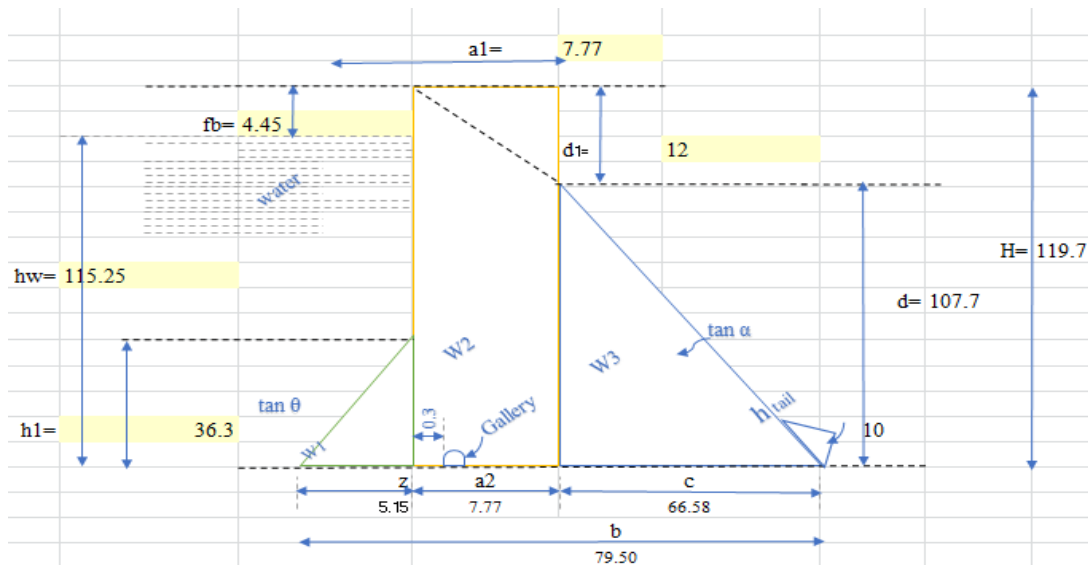 a1= 7.77
fb= 4.45
d1= 12
water
H= 119.7
hw= 115.25
d= 107.7
tan α
W2
W3
tan θ
0.3
Gallery
h tail
h1= 36.3
10
W1
z a2 c
5.15 7.77 66.58
b
79.50